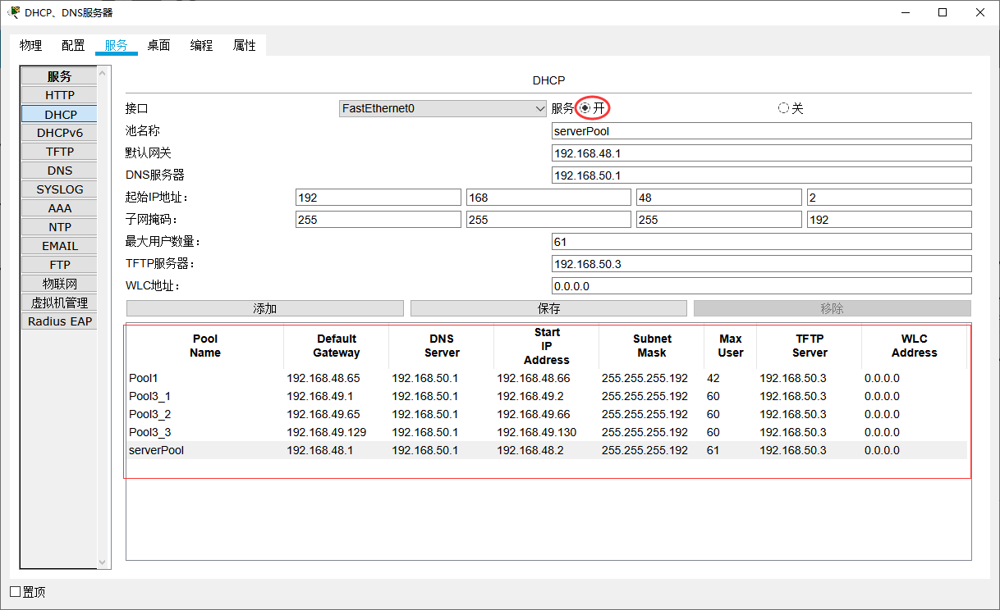 DHCP、DNS服务器
物理 配置 服务 桌面 编程 属性
服务
HTTP
DHCP
DHCPv6
TFTP
DNS
SYSLOG
AAA
NTP
EMAIL
FTP
物联网
虚拟机管理
Radius EAP
DHCP
接口 FastEthernet0 服务 开 关
池名称 serverPool
默认网关 192.168.48.1
DNS服务器 192.168.50.1
起始IP地址: 192 168 48 2
子网掩码: 255 255 255 192
最大用户数量: 61
TFTP服务器: 192.168.50.3
WLC地址: 0.0.0.0
添加 保存 移除
Pool Name Default Gateway DNS Server Start IP Address Subnet Mask Max User TFTP Server WLC Address
Pool1 192.168.48.65 192.168.50.1 192.168.48.66 255.255.255.192 42 192.168.50.3 0.0.0.0
Pool3_1 192.168.49.1 192.168.50.1 192.168.49.2 255.255.255.192 60 192.168.50.3 0.0.0.0
Pool3_2 192.168.49.65 192.168.50.1 192.168.49.66 255.255.255.192 60 192.168.50.3 0.0.0.0
Pool3_3 192.168.49.129 192.168.50.1 192.168.49.130 255.255.255.192 60 192.168.50.3 0.0.0.0
serverPool 192.168.48.1 192.168.50.1 192.168.48.2 255.255.255.192 61 192.168.50.3 0.0.0.0
置顶